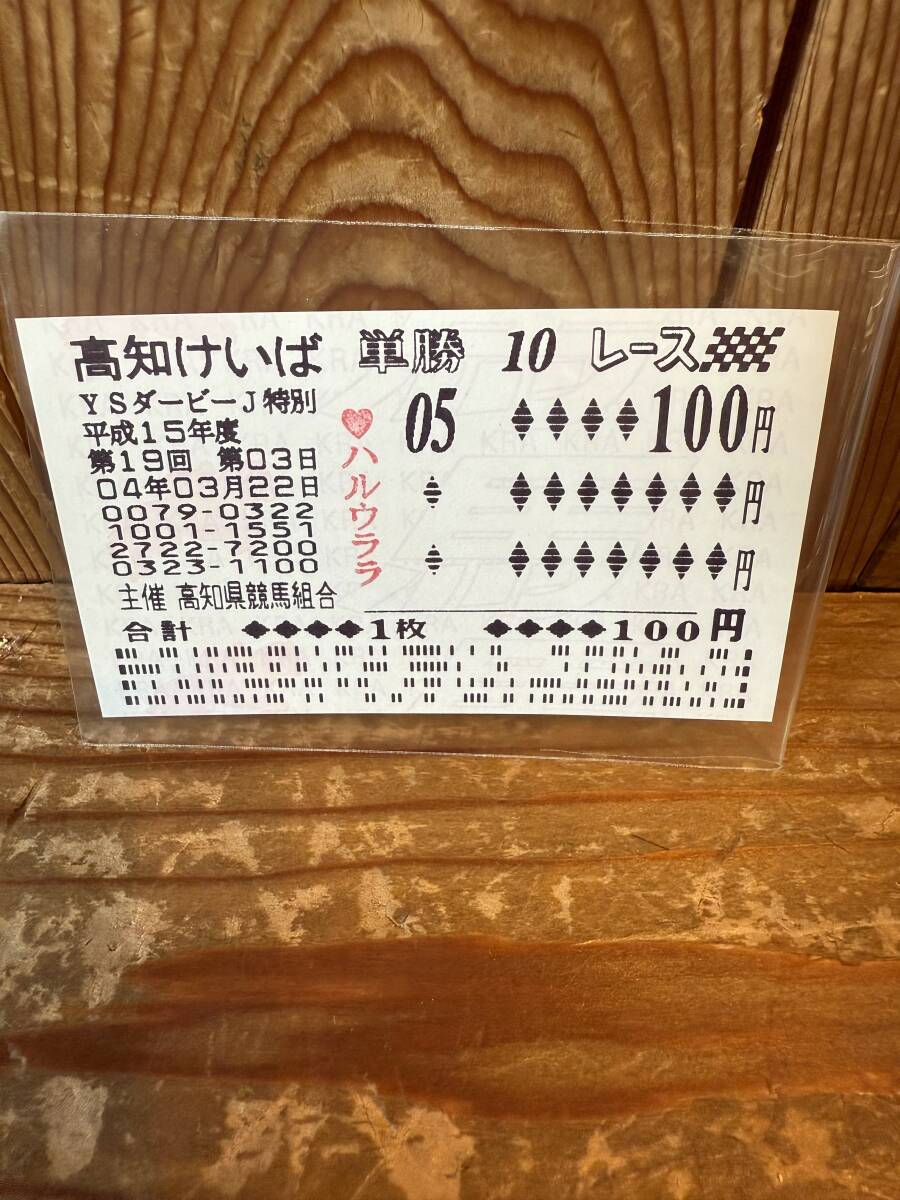 高知けいば 単勝 10 レース
YSダービーJ特別
平成15年度
第19回 第03日
04年03月22日
0079-0322
1001-1551
2722-7200
0323-1100
主催 高知県競馬組合
♥ハルウララ
05 ♦♦♦♦100円
♦ ♦♦♦♦♦♦♦円
♦ ♦♦♦♦♦♦♦円
合計 ◆◆◆◆1枚 ◆◆◆◆100円
KRA KRA KRA KRA